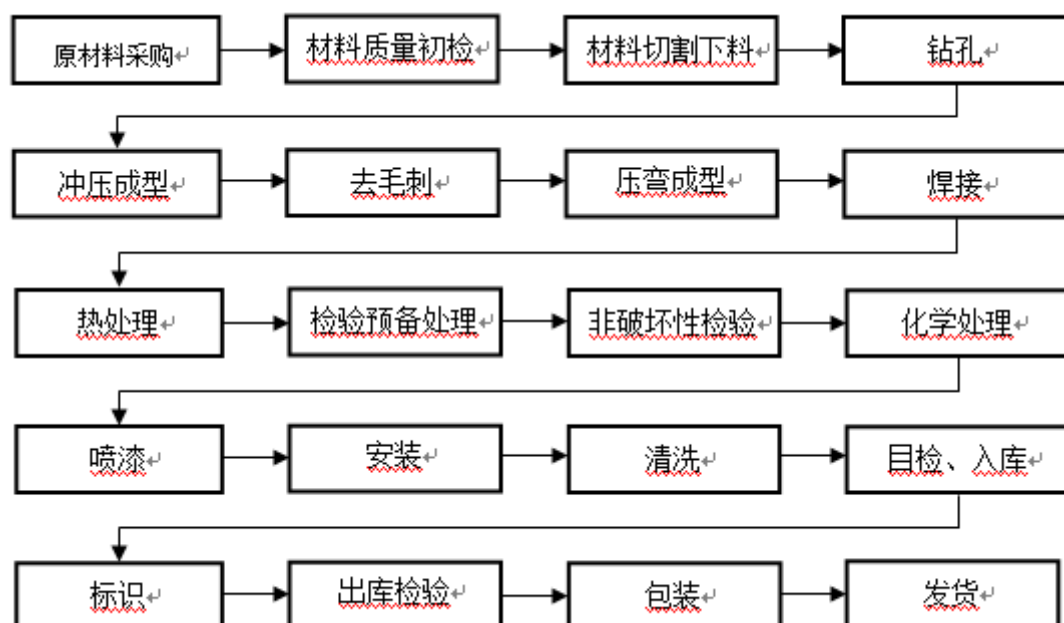 原材料采购
材料质量初检
材料切割下料
钻孔
冲压成型
去毛刺
压弯成型
焊接
热处理
检验预备处理
非破坏性检验
化学处理
喷漆
安装
清洗
目检、入库
标识
出库检验
包装
发货